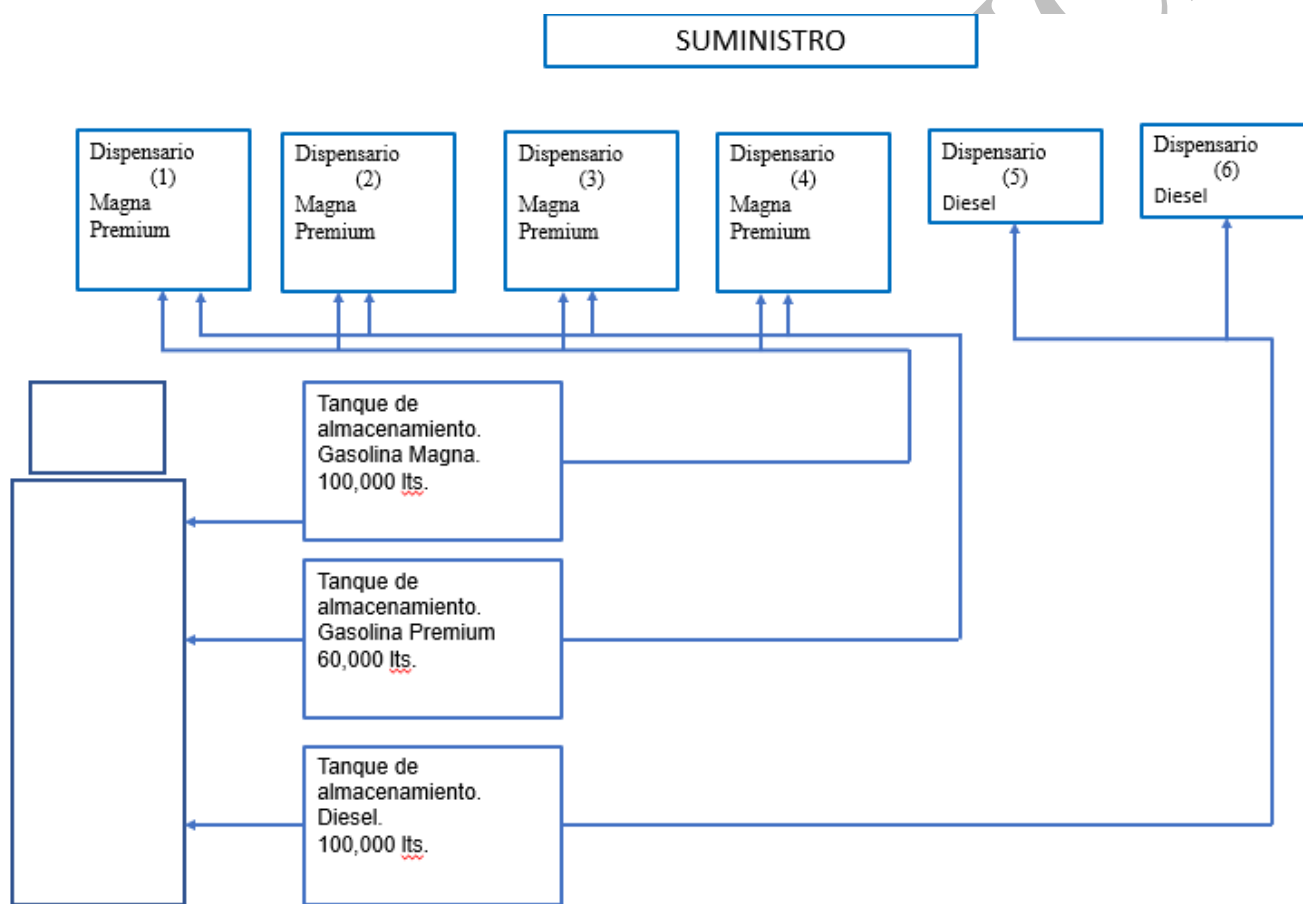 SUMINISTRO
Dispensario
(1)
Magna
Premium
Dispensario
(2)
Magna
Premium
Dispensario
(3)
Magna
Premium
Dispensario
(4)
Magna
Premium
Dispensario
(5)
Diesel
Dispensario
(6)
Diesel
Tanque de
almacenamiento.
Gasolina Magna.
100,000 lts.
Tanque de
almacenamiento.
Gasolina Premium
60,000 lts.
Tanque de
almacenamiento.
Diesel.
100,000 lts.